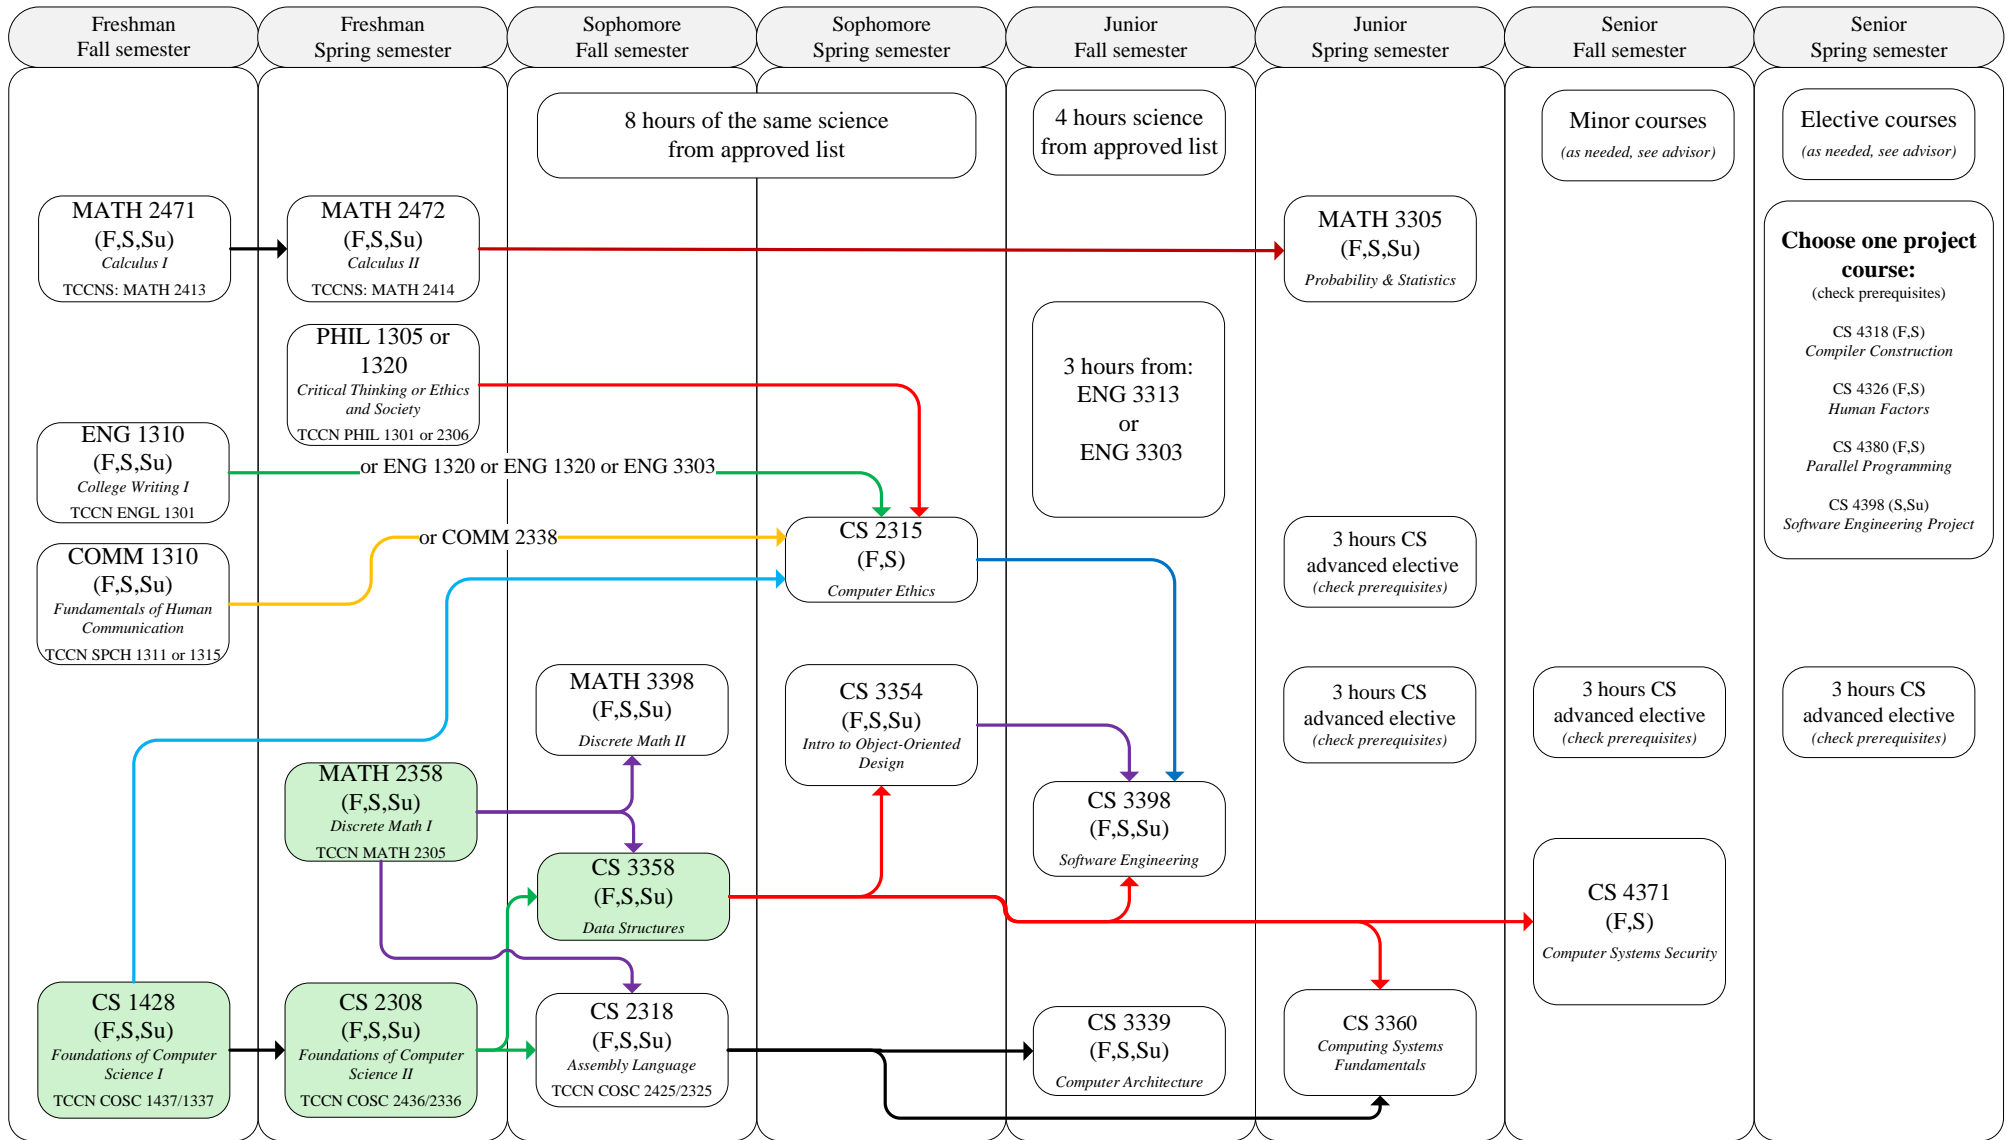 Freshman
Fall semester
Freshman
Spring semester
Sophomore
Fall semester
Sophomore
Spring semester
Junior
Fall semester
Junior
Spring semester
Senior
Fall semester
Senior
Spring semester
8 hours of the same science
from approved list
4 hours science
from approved list
Minor courses
(as needed, see advisor)
Elective courses
(as needed, see advisor)
MATH 2471
(F,S,Su)
Calculus I
TCCNS: MATH 2413
MATH 2472
(F,S,Su)
Calculus II
TCCNS: MATH 2414
MATH 3305
(F,S,Su)
Probability & Statistics
Choose one project
course:
(check prerequisites)
CS 4318 (F,S)
Compiler Construction
CS 4326 (F,S)
Human Factors
CS 4380 (F,S)
Parallel Programming
CS 4398 (S,Su)
Software Engineering Project
PHIL 1305 or
1320
Critical Thinking or Ethics
and Society
TCCN PHIL 1301 or 2306
3 hours from:
ENG 3313
or
ENG 3303
ENG 1310
(F,S,Su)
College Writing I
TCCN ENGL 1301
or ENG 1320 or ENG 1320 or ENG 3303
COMM 1310
(F,S,Su)
Fundamentals of Human
Communication
TCCN SPCH 1311 or 1315
or COMM 2338
CS 2315
(F,S)
Computer Ethics
3 hours CS
advanced elective
(check prerequisites)
MATH 3398
(F,S,Su)
Discrete Math II
CS 3354
(F,S,Su)
Intro to Object-Oriented
Design
3 hours CS
advanced elective
(check prerequisites)
3 hours CS
advanced elective
(check prerequisites)
3 hours CS
advanced elective
(check prerequisites)
MATH 2358
(F,S,Su)
Discrete Math I
TCCN MATH 2305
CS 3398
(F,S,Su)
Software Engineering
CS 3358
(F,S,Su)
Data Structures
CS 4371
(F,S)
Computer Systems Security
CS 1428
(F,S,Su)
Foundations of Computer
Science I
TCCN COSC 1437/1337
CS 2308
(F,S,Su)
Foundations of Computer
Science II
TCCN COSC 2436/2336
CS 2318
(F,S,Su)
Assembly Language
TCCN COSC 2425/2325
CS 3339
(F,S,Su)
Computer Architecture
CS 3360
Computing Systems
Fundamentals